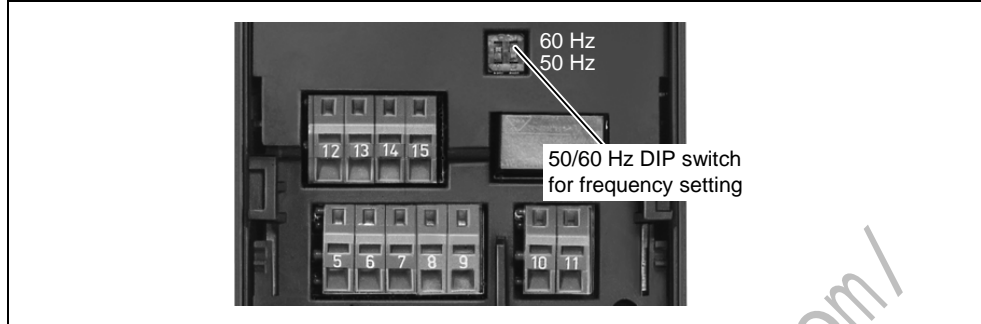 60 Hz
50 Hz
12 13 14 15
50/60 Hz DIP switch
for frequency setting
5 6 7 8 9 10 11
om/